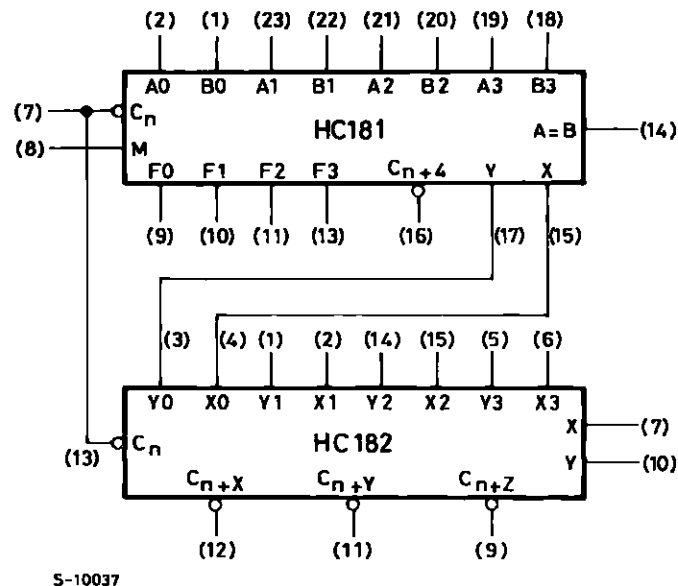 (2) (1) (23) (22) (21) (20) (19) (18)
A0 B0 A1 B1 A2 B2 A3 B3
(7) Cn HC181 A=B (14)
(8) M
F0 F1 F2 F3 Cn+4 Y X
(9) (10) (11) (13) (16) (17) (15)
(3) (4) (1) (2) (14) (15) (5) (6)
Y0 X0 Y1 X1 Y2 X2 Y3 X3
X (7)
(13) Cn HC182
Y (10)
Cn+X Cn+Y Cn+Z
(12) (11) (9)
S-10037